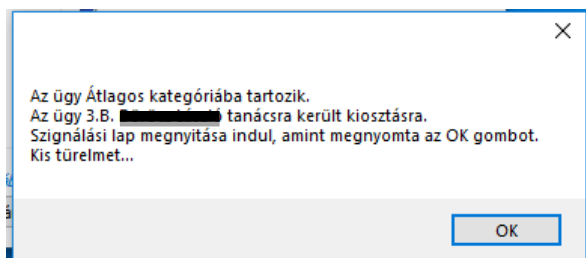 Az ügy Átlagos kategóriába tartozik.
Az ügy 3.B. tanácsra került kiosztásra.
Szignálási lap megnyitása indul, amint megnyomta az OK gombot.
Kis türelmet...
OK